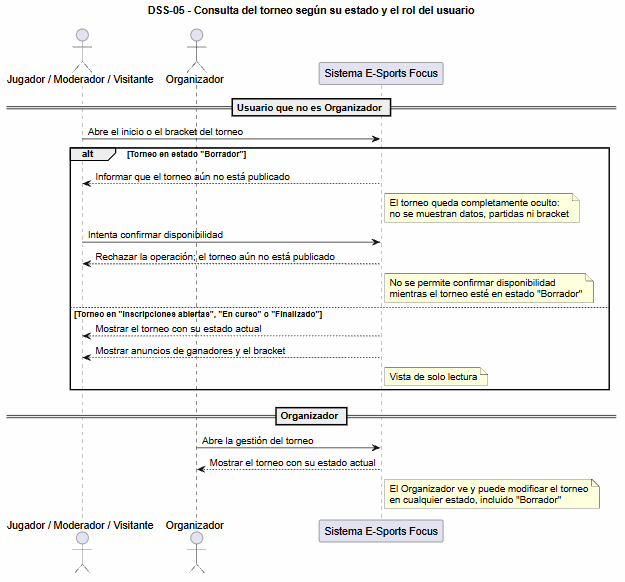 DSS-05 - Consulta del torneo según su estado y el rol del usuario
Jugador / Moderador / Visitante
Organizador
Sistema E-Sports Focus
Usuario que no es Organizador
Abre el inicio o el bracket del torneo
alt
[Torneo en estado "Borrador"]
Informar que el torneo aún no está publicado
El torneo queda completamente oculto:
no se muestran datos, partidas ni bracket
Intenta confirmar disponibilidad
Rechazar la operación; el torneo aún no está publicado
No se permite confirmar disponibilidad
mientras el torneo esté en estado "Borrador"
[Torneo en "Inscripciones abiertas", "En curso" o "Finalizado"]
Mostrar el torneo con su estado actual
Mostrar anuncios de ganadores y el bracket
Vista de solo lectura
Organizador
Abre la gestión del torneo
Mostrar el torneo con su estado actual
El Organizador ve y puede modificar el torneo
en cualquier estado, incluido "Borrador"
Jugador / Moderador / Visitante
Organizador
Sistema E-Sports Focus